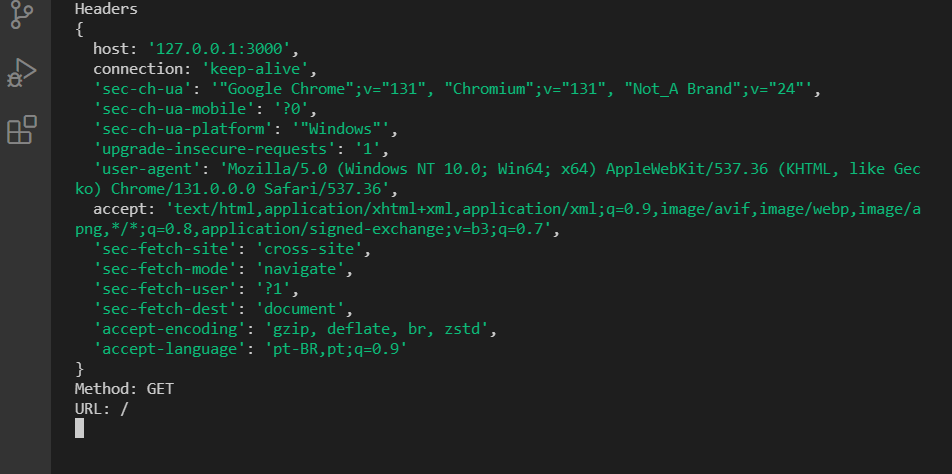 Headers
{
  host: '127.0.0.1:3000',
  connection: 'keep-alive',
  'sec-ch-ua': '"Google Chrome";v="131", "Chromium";v="131", "Not_A Brand";v="24"',
  'sec-ch-ua-mobile': '?0',
  'sec-ch-ua-platform': '"Windows"',
  'upgrade-insecure-requests': '1',
  'user-agent': 'Mozilla/5.0 (Windows NT 10.0; Win64; x64) AppleWebKit/537.36 (KHTML, like Gec
ko) Chrome/131.0.0.0 Safari/537.36',
  accept: 'text/html,application/xhtml+xml,application/xml;q=0.9,image/avif,image/webp,image/a
png,*/*;q=0.8,application/signed-exchange;v=b3;q=0.7',
  'sec-fetch-site': 'cross-site',
  'sec-fetch-mode': 'navigate',
  'sec-fetch-user': '?1',
  'sec-fetch-dest': 'document',
  'accept-encoding': 'gzip, deflate, br, zstd',
  'accept-language': 'pt-BR,pt;q=0.9'
}
Method: GET
URL: /